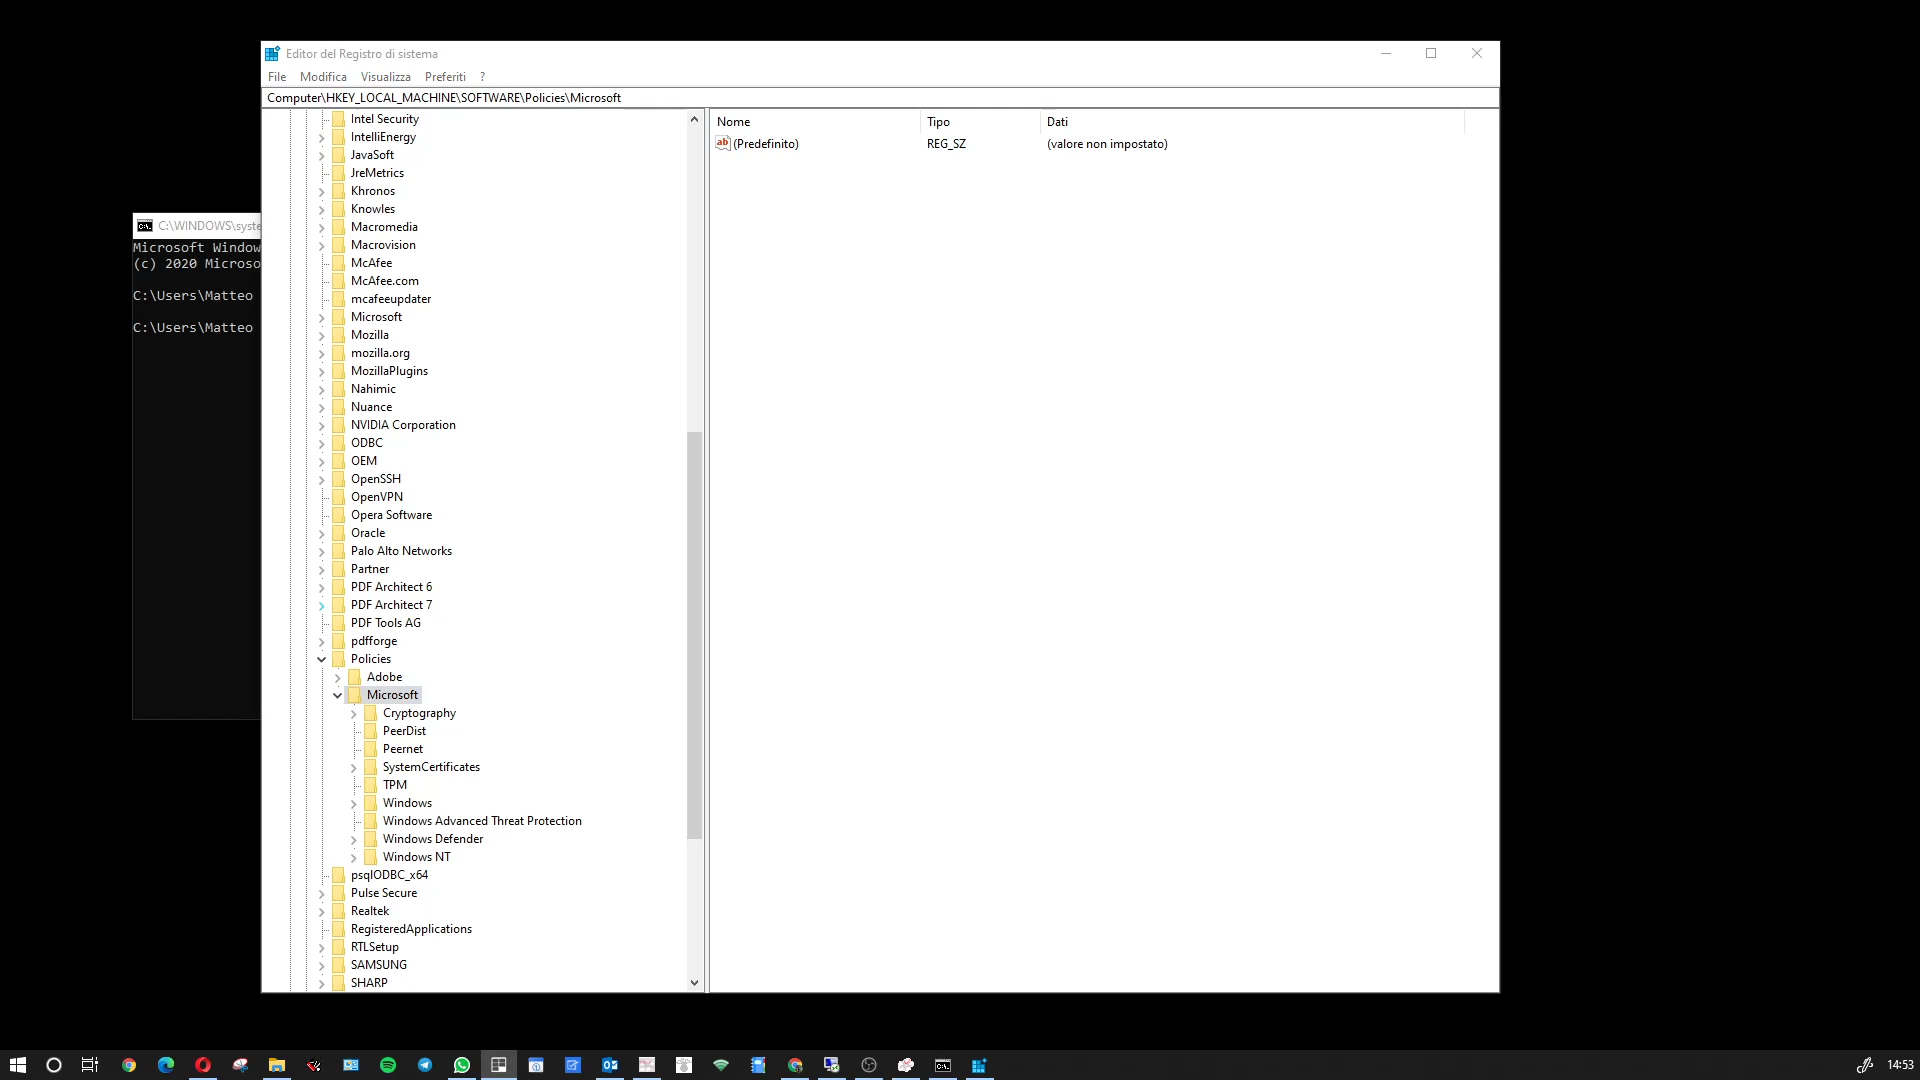 Editor del Registro di sistema
File Modifica Visualizza Preferiti ?
Computer\HKEY_LOCAL_MACHINE\SOFTWARE\Policies\Microsoft
Intel Security
IntelliEnergy
JavaSoft
JreMetrics
Khronos
Knowles
Macromedia
Macrovision
McAfee
McAfee.com
mcafeeupdater
Microsoft
Mozilla
mozilla.org
MozillaPlugins
Nahimic
Nuance
NVIDIA Corporation
ODBC
OEM
OpenSSH
OpenVPN
Opera Software
Oracle
Palo Alto Networks
Partner
PDF Architect 6
PDF Architect 7
PDF Tools AG
pdfforge
Policies
Adobe
Microsoft
Cryptography
PeerDist
Peernet
SystemCertificates
TPM
Windows
Windows Advanced Threat Protection
Windows Defender
Windows NT
psqlODBC_x64
Pulse Secure
Realtek
RegisteredApplications
RTLSetup
SAMSUNG
SHARP
Nome Tipo Dati
ab (Predefinito) REG_SZ (valore non impostato)
C:\WINDOWS\syste
Microsoft Window
(c) 2020 Microso
C:\Users\Matteo
C:\Users\Matteo
14:53